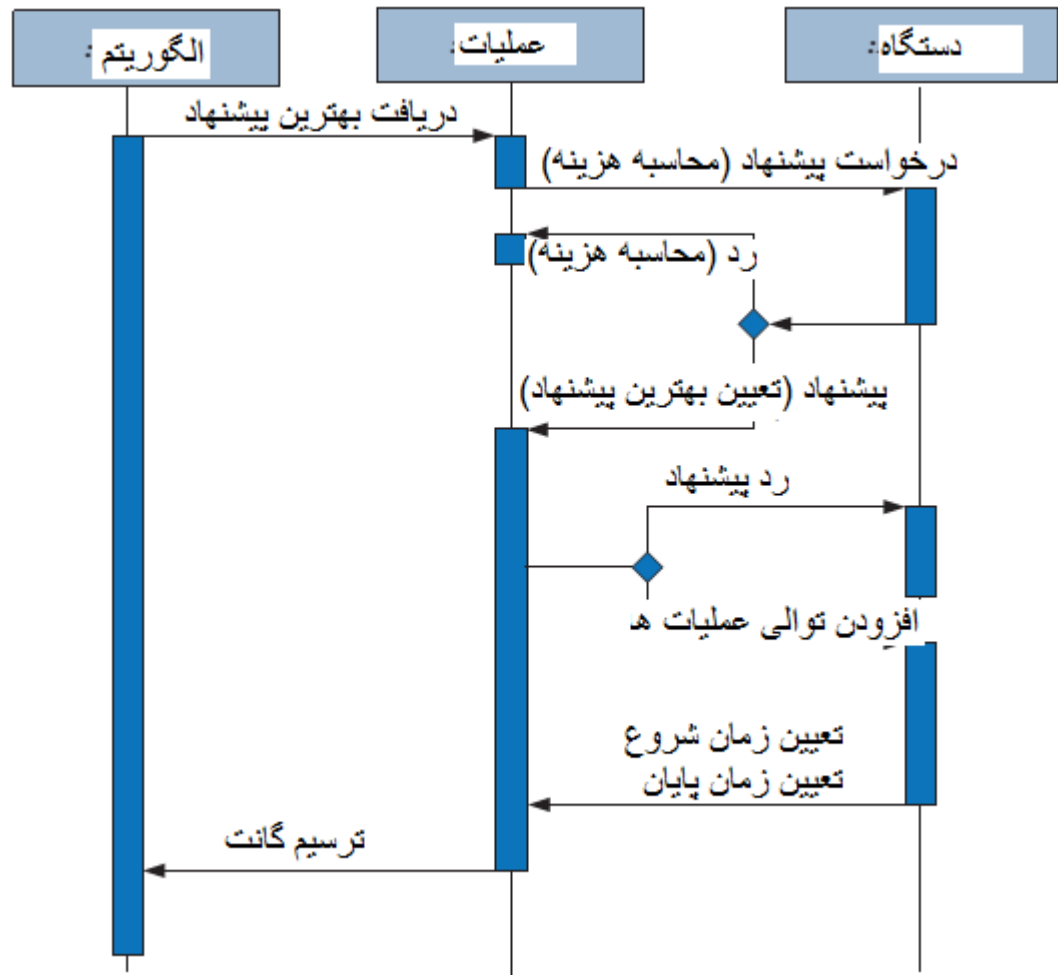 الگوریتم :
عملیات :
دستگاه :
دریافت بهترین پیشنهاد
درخواست پیشنهاد (محاسبه هزینه)
رد (محاسبه هزینه)
پیشنهاد (تعیین بهترین پیشنهاد)
رد پیشنهاد
افزودن توالی عملیات ه
تعیین زمان شروع
تعیین زمان پایان
ترسیم گانت